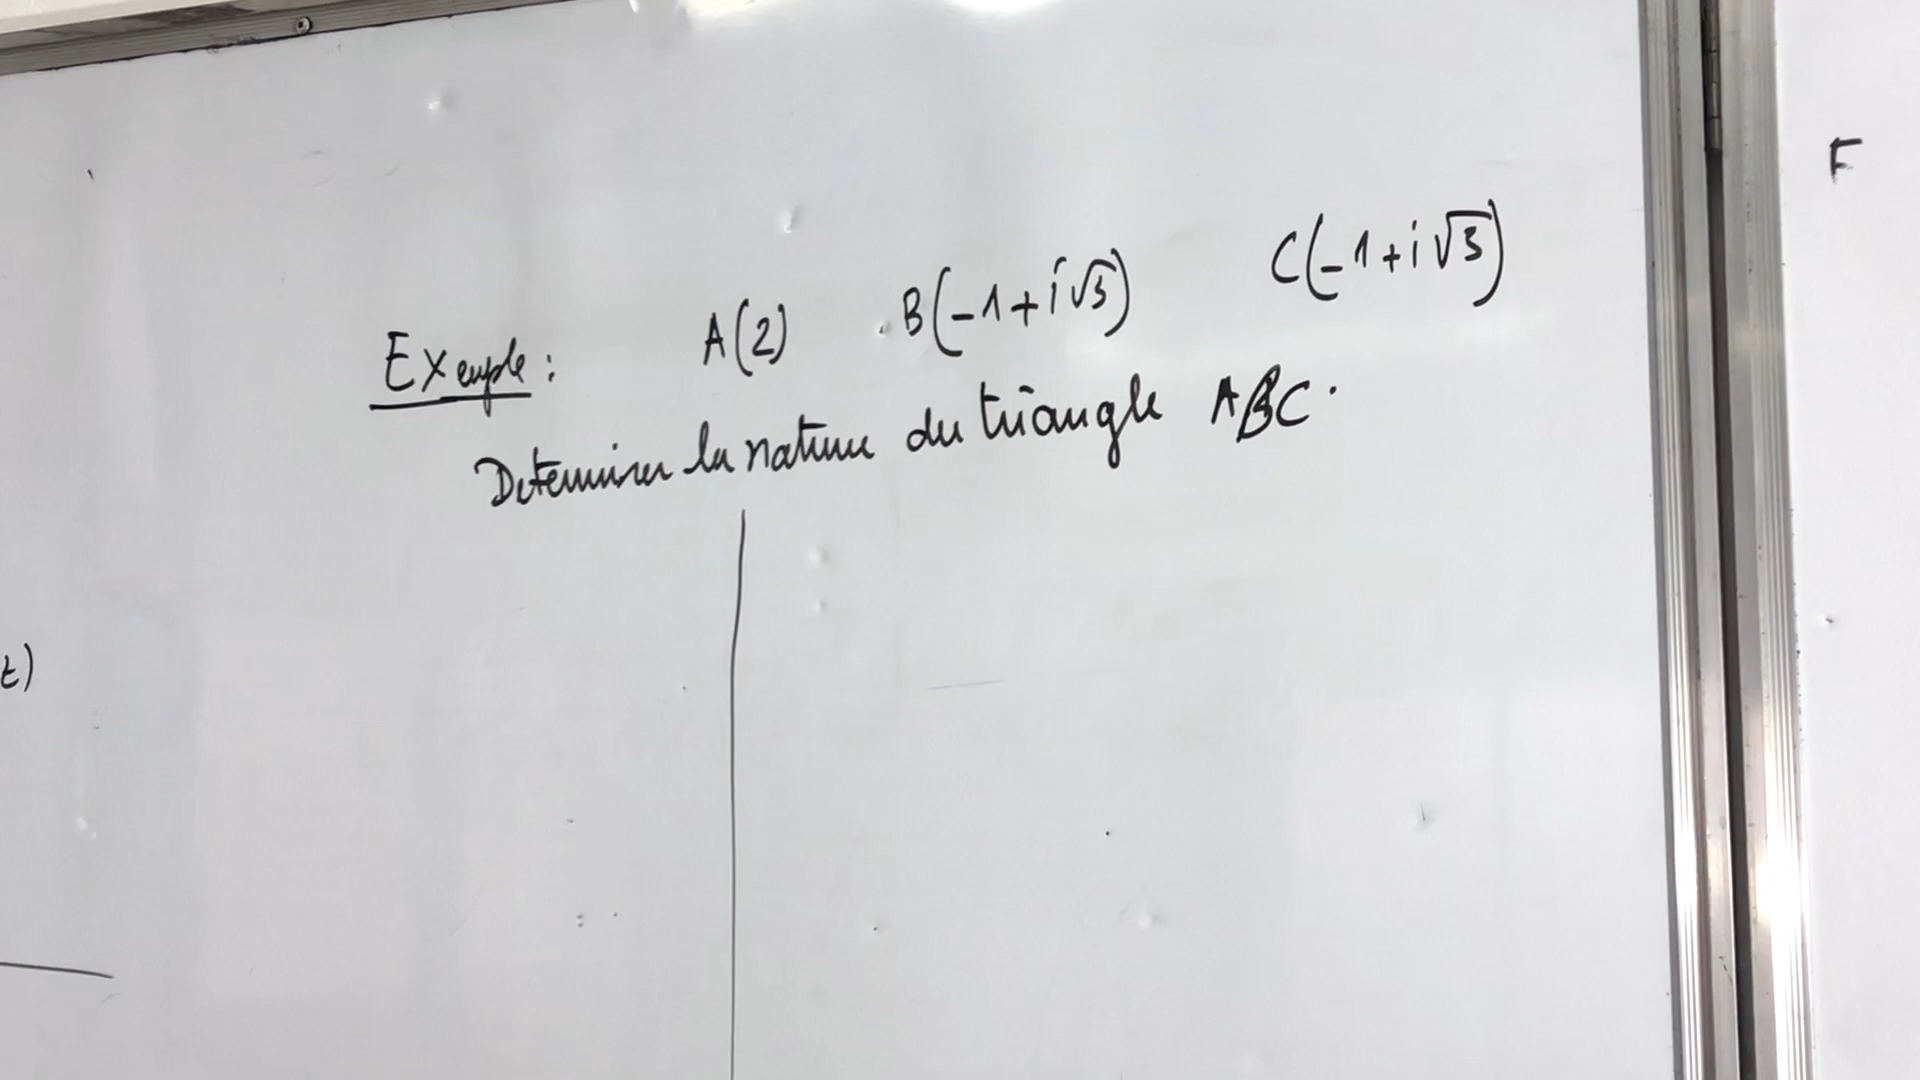 Exemple : A(2) B(-1+i√3) C(-1+i√3)
Determiner la nature du triangle ABC.
t)
F